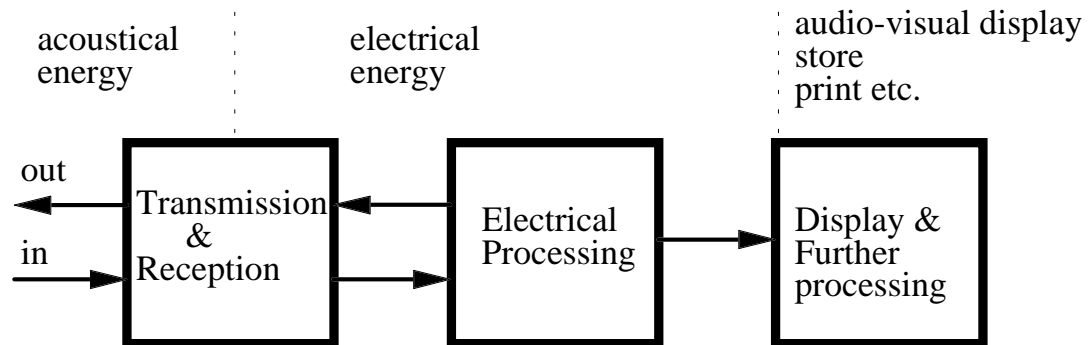 acoustical
energy
electrical
energy
audio-visual display
store
print etc.
out
in
Transmission
&
Reception
Electrical
Processing
Display &
Further
processing